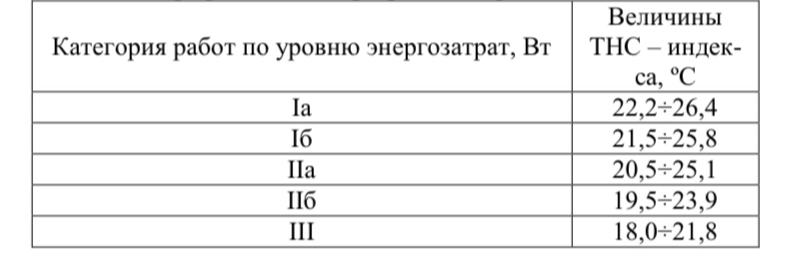 Категория работ по уровню энергозатрат, Вт
Величины
ТНС – индек-
са, ºС
Iа 22,2÷26,4
Iб 21,5÷25,8
IIа 20,5÷25,1
IIб 19,5÷23,9
III 18,0÷21,8